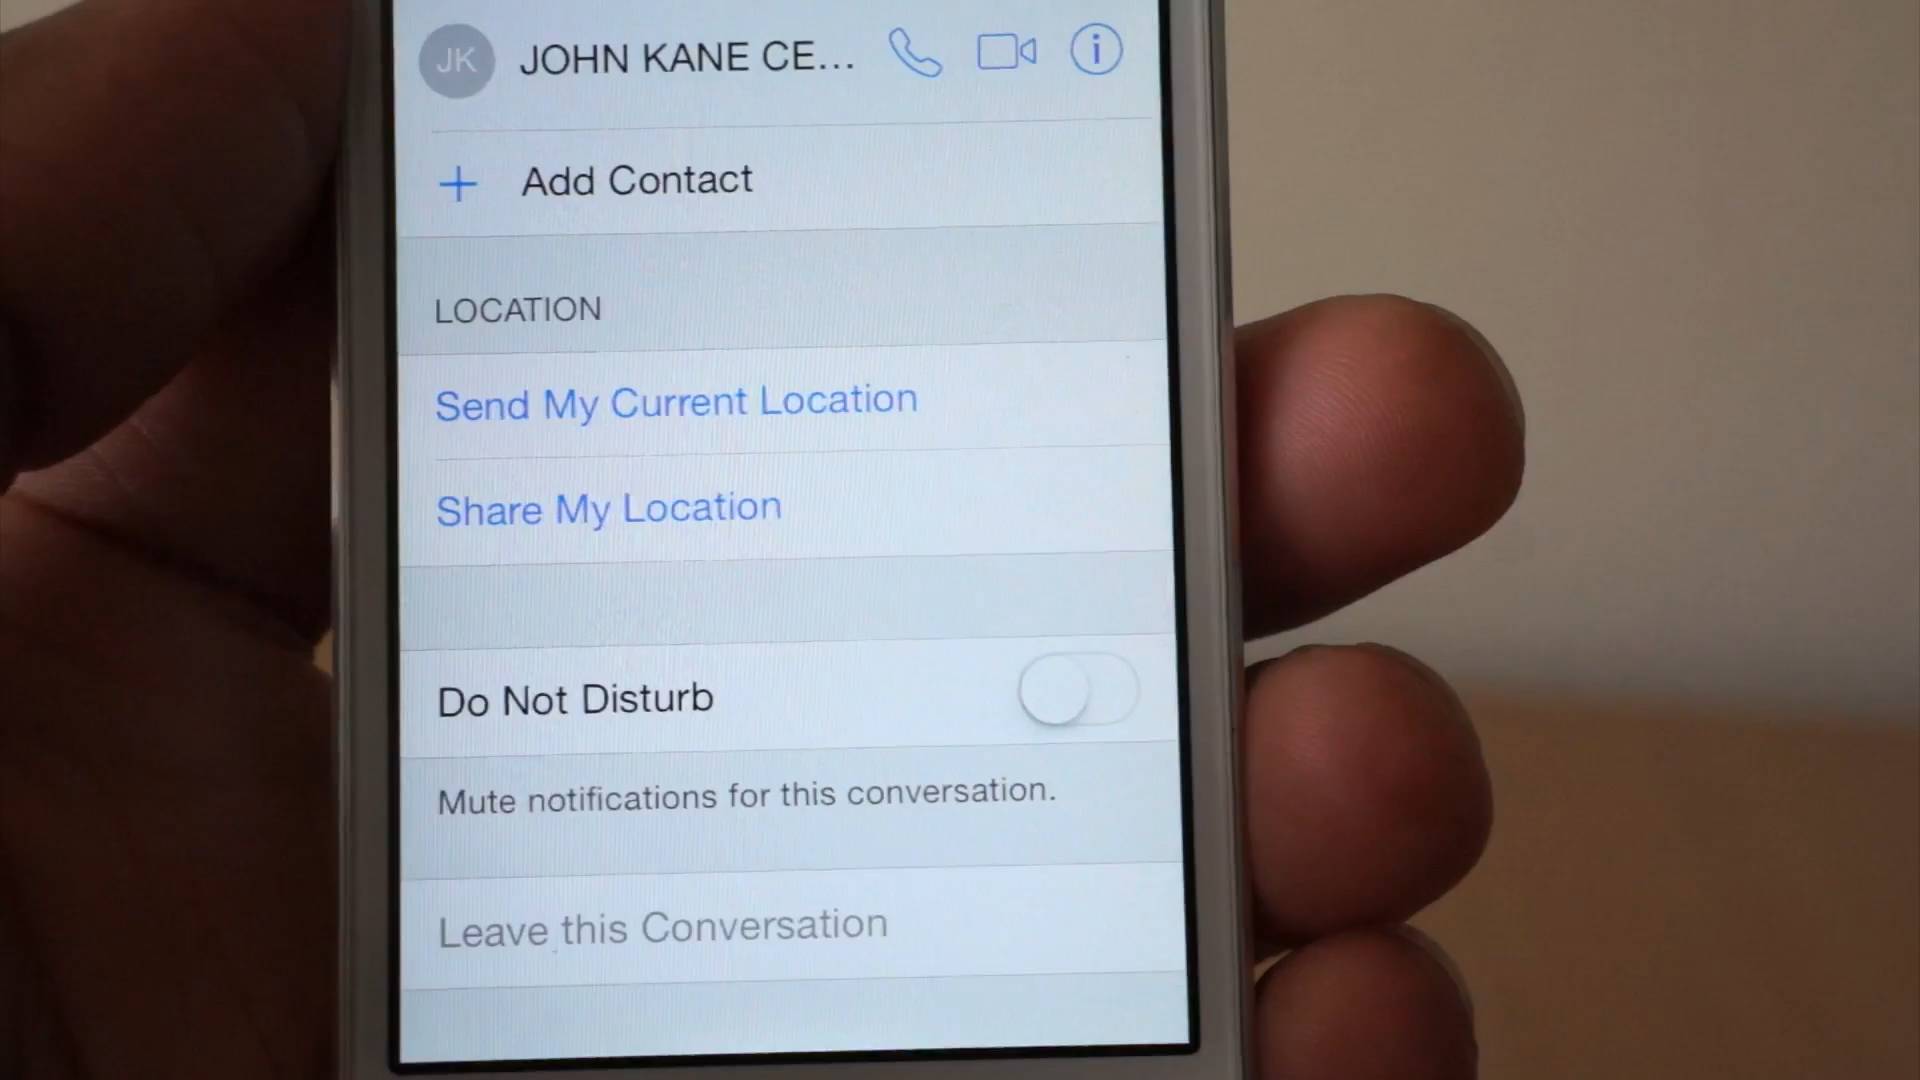 JK JOHN KANE CE...
Add Contact
LOCATION
Send My Current Location
Share My Location
Do Not Disturb
Mute notifications for this conversation.
Leave this Conversation